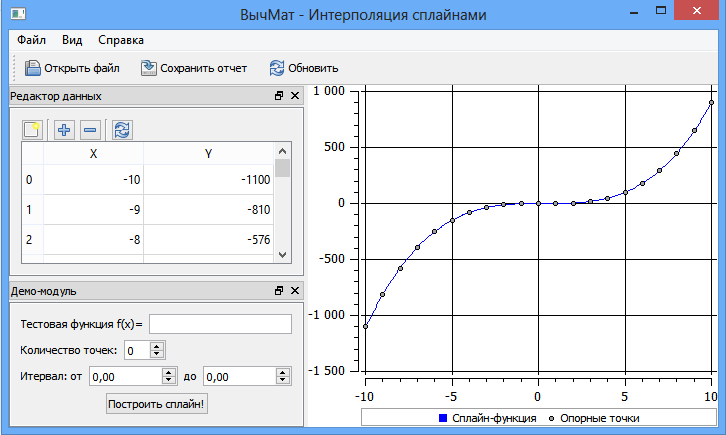 ВычМат - Интерполяция сплайнами
Файл Вид Справка
Открыть файл Сохранить отчет Обновить
Редактор данных
X Y
0 -10 -1100
1 -9 -810
2 -8 -576
Демо-модуль
Тестовая функция f(x)=
Количество точек: 0
Итервал: от 0,00 до 0,00
Построить сплайн!
1 000
500
0
-500
-1 000
-1 500
-10 -5 0 5 10
Сплайн-функция Опорные точки